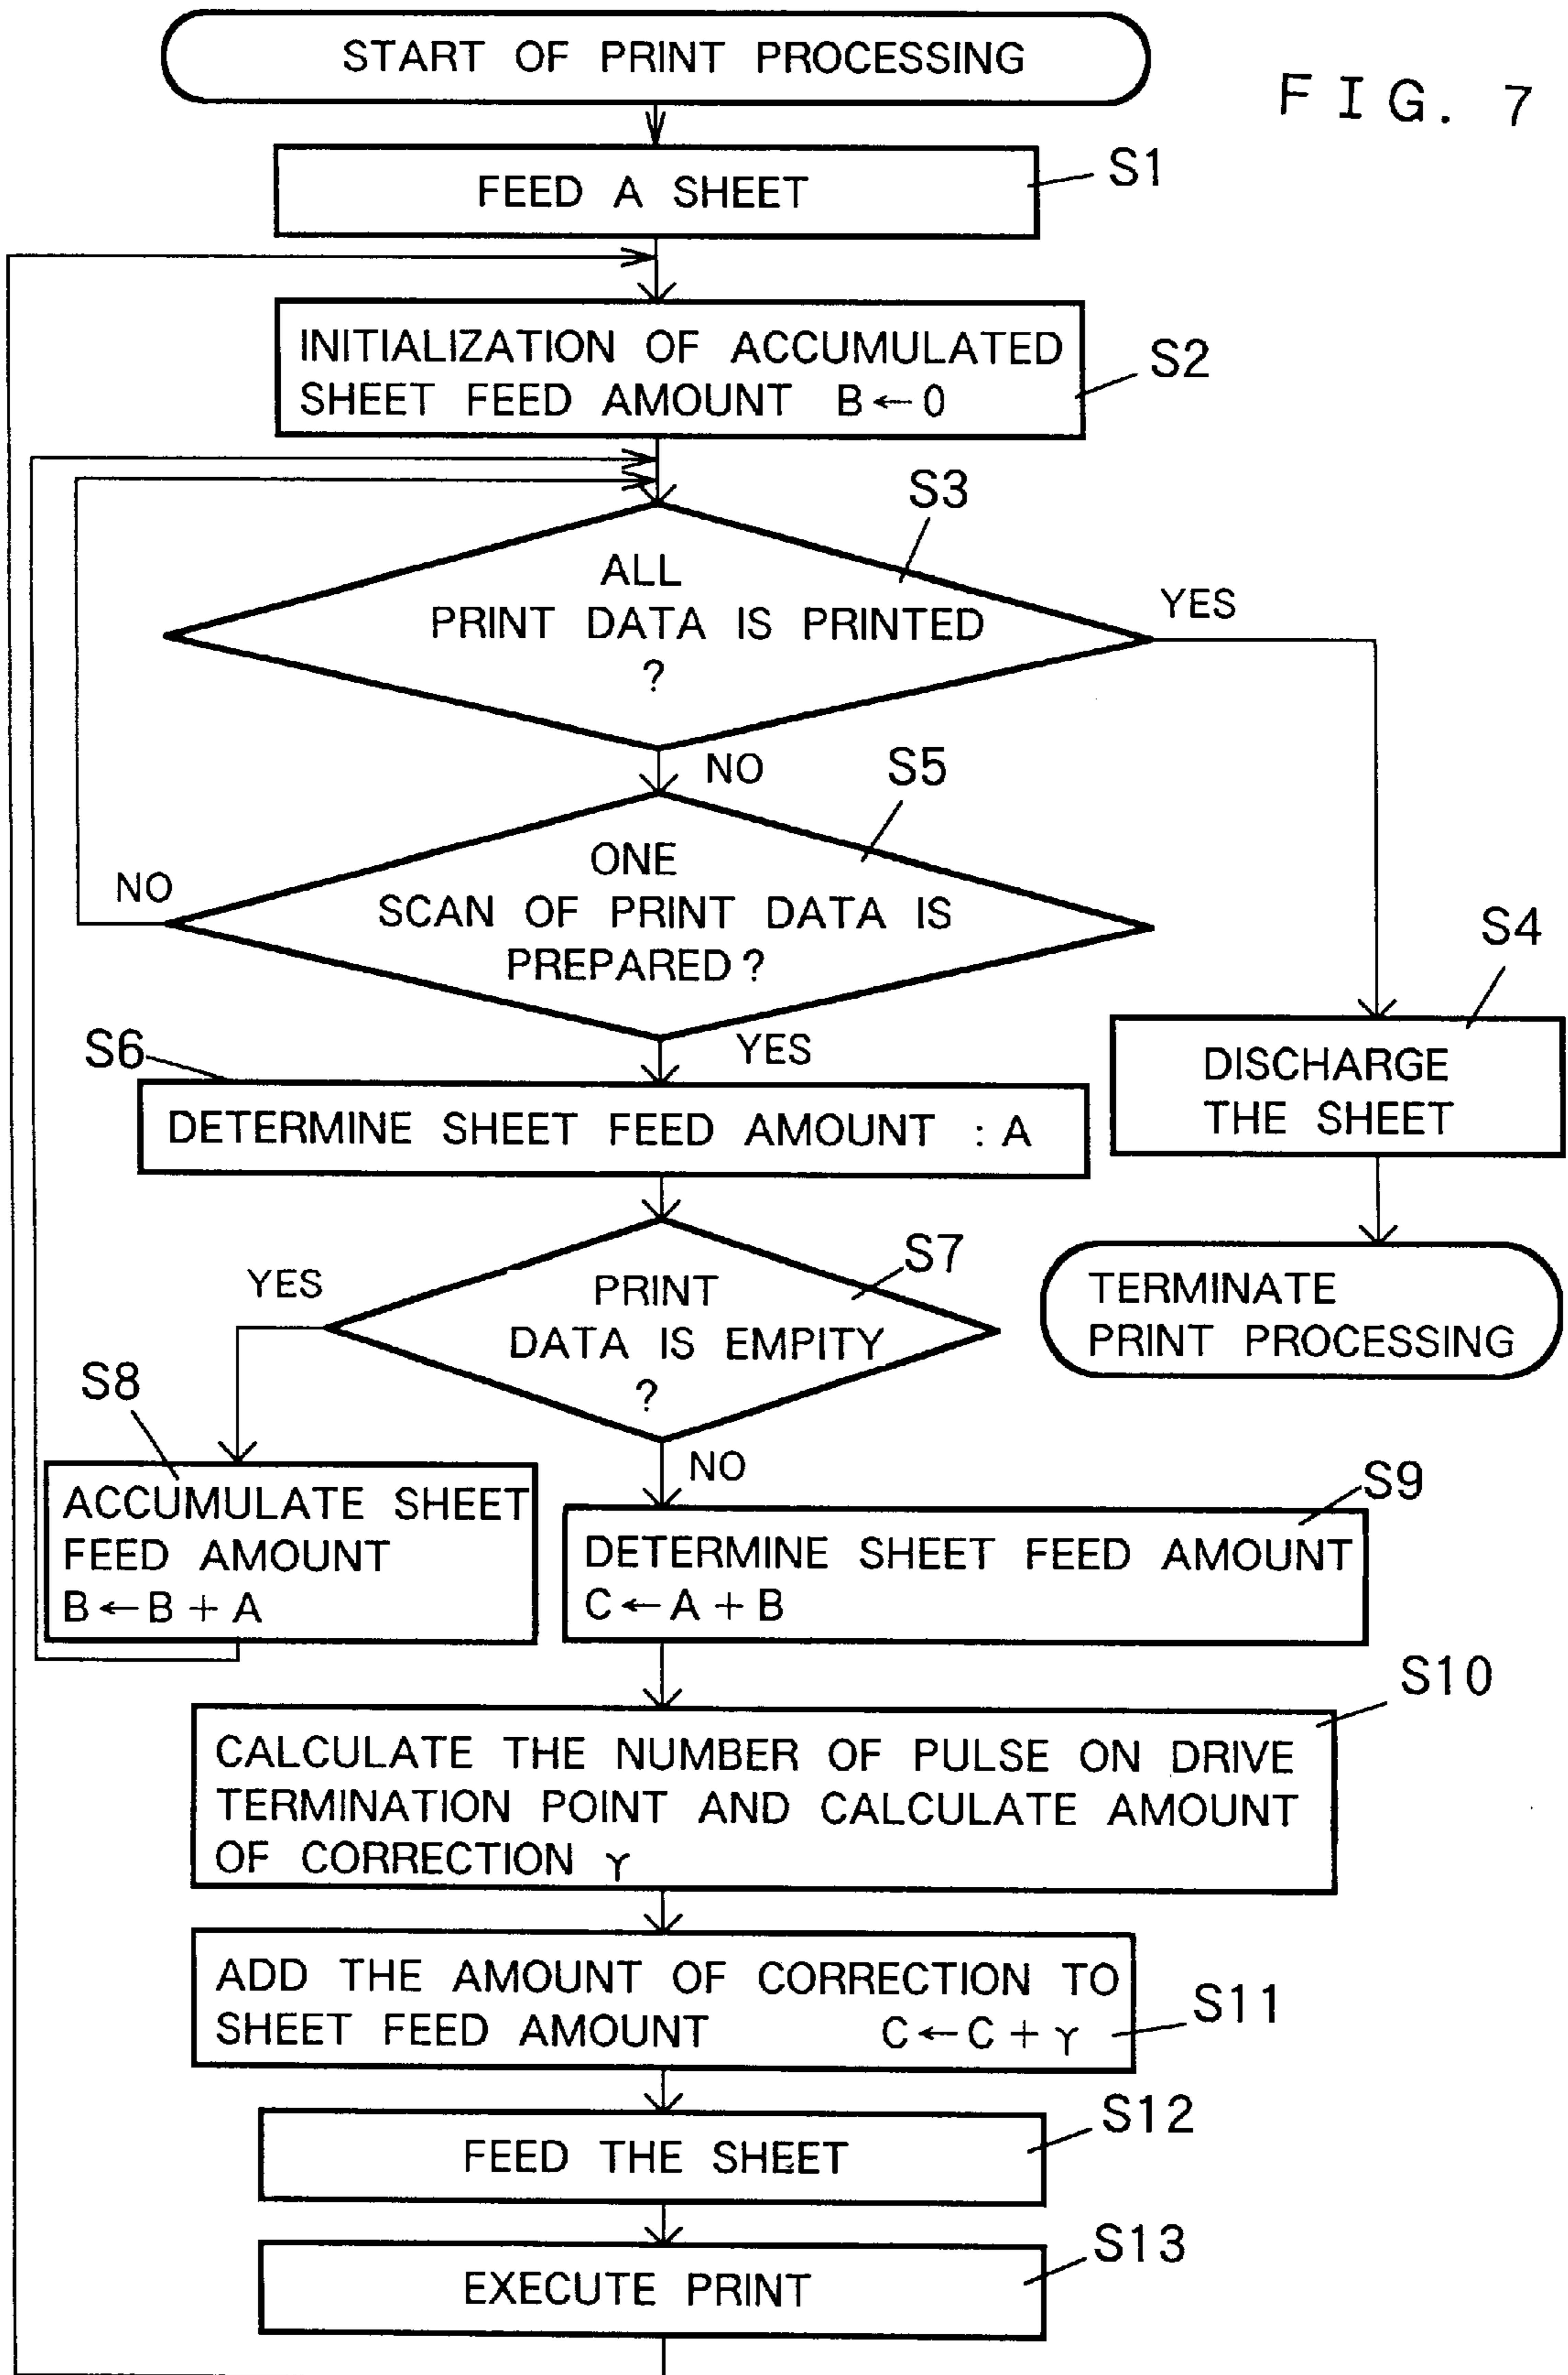 START OF PRINT PROCESSING
FIG. 7
FEED A SHEET
S1
INITIALIZATION OF ACCUMULATED
SHEET FEED AMOUNT B←0
S2
S3
ALL
PRINT DATA IS PRINTED
?
YES
NO
S5
ONE
SCAN OF PRINT DATA IS
PREPARED?
NO
YES
S4
DISCHARGE
THE SHEET
S6
DETERMINE SHEET FEED AMOUNT : A
S7
PRINT
DATA IS EMPITY
?
YES
NO
TERMINATE
PRINT PROCESSING
S8
ACCUMULATE SHEET
FEED AMOUNT
B←B + A
S9
DETERMINE SHEET FEED AMOUNT
C←A + B
S10
CALCULATE THE NUMBER OF PULSE ON DRIVE
TERMINATION POINT AND CALCULATE AMOUNT
OF CORRECTION γ
ADD THE AMOUNT OF CORRECTION TO
SHEET FEED AMOUNT C←C + γ
S11
S12
FEED THE SHEET
S13
EXECUTE PRINT